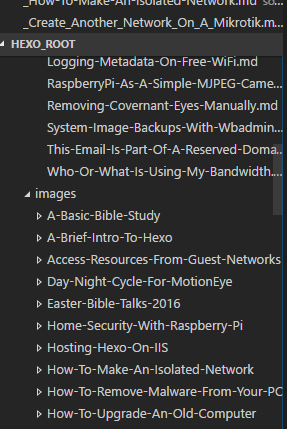 _How-To-Make-An-Isolated-Network.md
_Create_Another_Network_On_A_Mikrotik.m...
HEXO_ROOT
Logging-Metadata-On-Free-WiFi.md
RaspberryPi-As-A-Simple-MJPEG-Came...
Removing-Covernant-Eyes-Manually.md
System-Image-Backups-With-Wbadmin...
This-Email-Is-Part-Of-A-Reserved-Doma...
Who-Or-What-Is-Using-My-Bandwidth....
images
A-Basic-Bible-Study
A-Brief-Intro-To-Hexo
Access-Resources-From-Guest-Networks
Day-Night-Cycle-For-MotionEye
Easter-Bible-Talks-2016
Home-Security-With-Raspberry-Pi
Hosting-Hexo-On-IIS
How-To-Make-An-Isolated-Network
How-To-Remove-Malware-From-Your-PC
How-To-Upgrade-An-Old-Computer